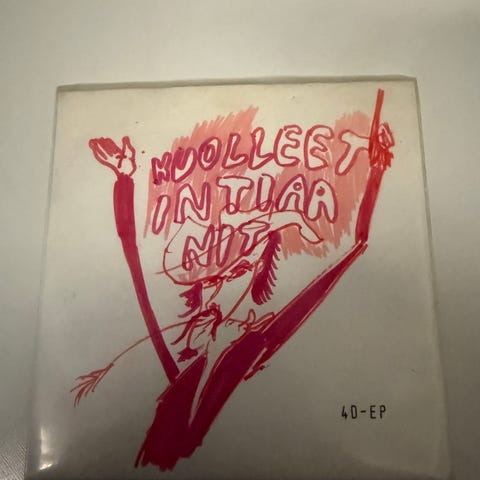 KUOLLEET
INTIAA
NIT
4D-EP